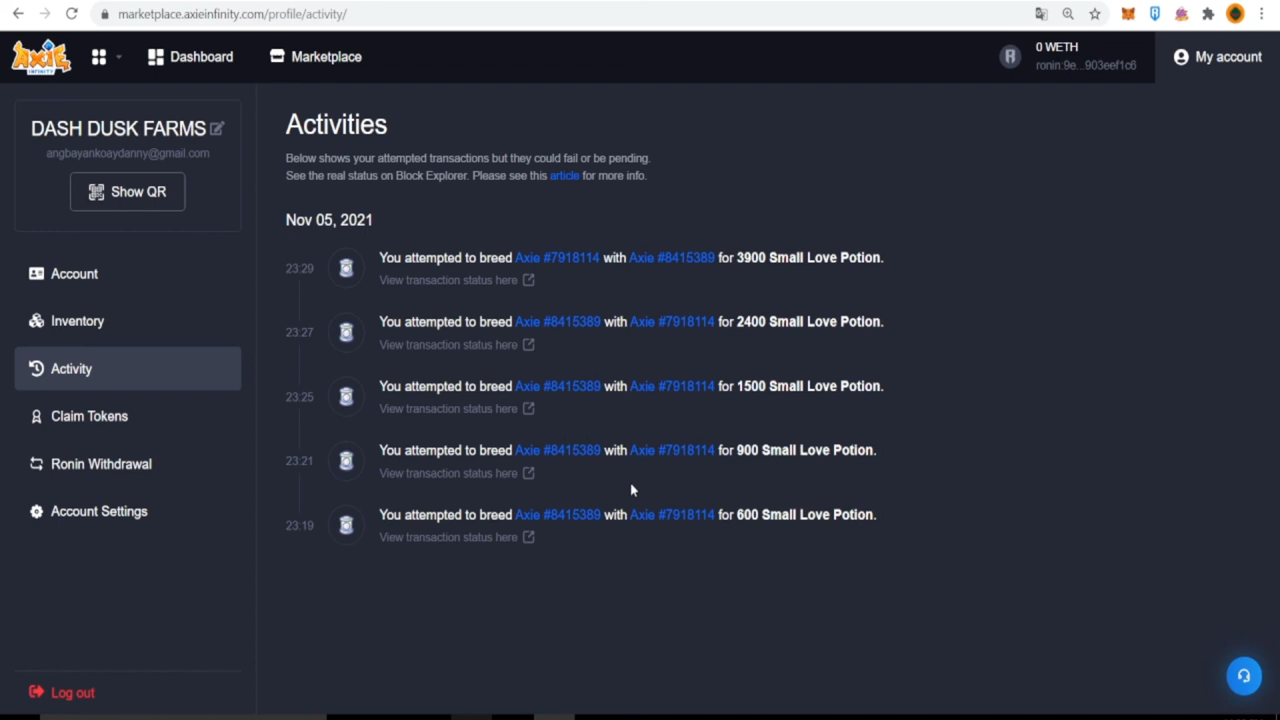 marketplace.axieinfinity.com/profile/activity/
AXIE
INFINITY
Dashboard
Marketplace
0 WETH
ronin:9e...903eef1c6
My account
DASH DUSK FARMS
angbayankoaydanny@gmail.com
Show QR
Account
Inventory
Activity
Claim Tokens
Ronin Withdrawal
Account Settings
Log out
Activities
Below shows your attempted transactions but they could fail or be pending.
See the real status on Block Explorer. Please see this article for more info.
Nov 05, 2021
23:29
You attempted to breed Axie #7918114 with Axie #8415389 for 3900 Small Love Potion.
View transaction status here
23:27
You attempted to breed Axie #8415389 with Axie #7918114 for 2400 Small Love Potion.
View transaction status here
23:25
You attempted to breed Axie #8415389 with Axie #7918114 for 1500 Small Love Potion.
View transaction status here
23:21
You attempted to breed Axie #8415389 with Axie #7918114 for 900 Small Love Potion.
View transaction status here
23:19
You attempted to breed Axie #8415389 with Axie #7918114 for 600 Small Love Potion.
View transaction status here